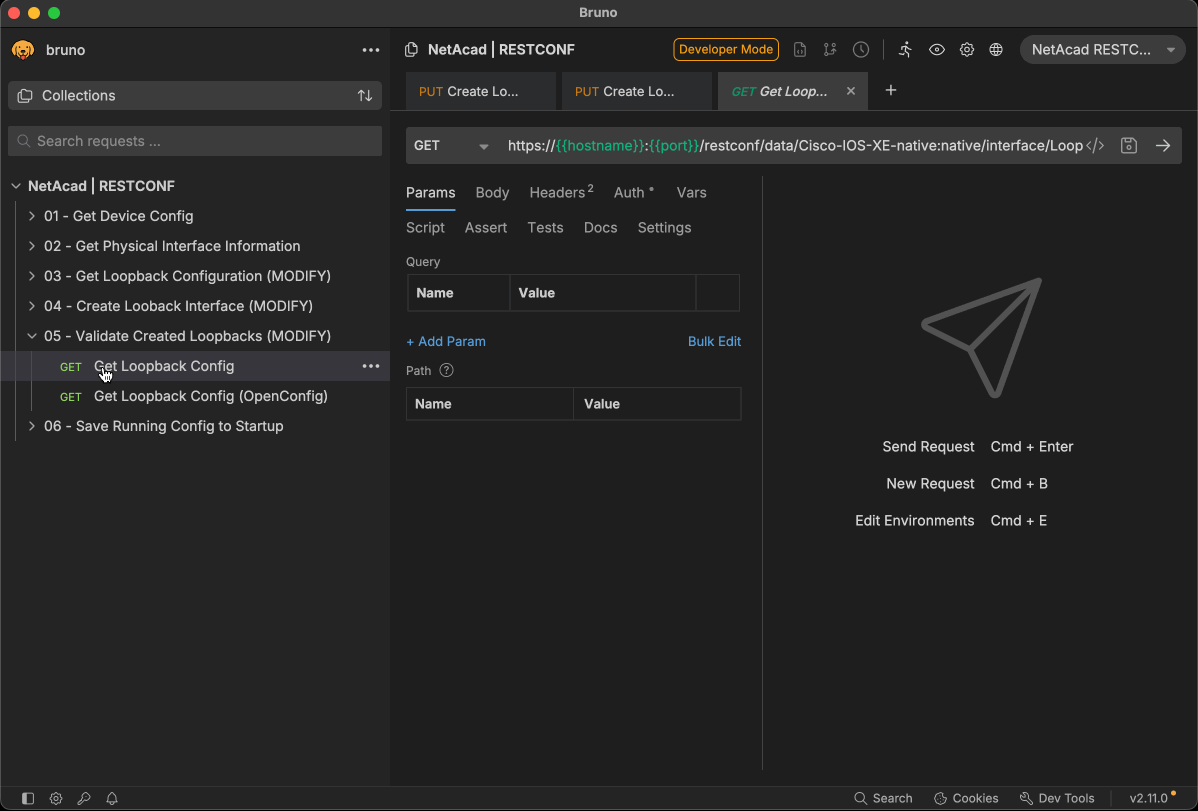 Bruno
bruno
NetAcad | RESTCONF
Developer Mode
NetAcad RESTC...
Collections
PUT Create Lo...
PUT Create Lo...
GET Get Loop...
Search requests ...
GET
https://{{hostname}}:{{port}}/restconf/data/Cisco-IOS-XE-native:native/interface/Loop
NetAcad | RESTCONF
01 - Get Device Config
02 - Get Physical Interface Information
03 - Get Loopback Configuration (MODIFY)
04 - Create Looback Interface (MODIFY)
05 - Validate Created Loopbacks (MODIFY)
GET Get Loopback Config
GET Get Loopback Config (OpenConfig)
06 - Save Running Config to Startup
Params Body Headers2 Auth Vars
Script Assert Tests Docs Settings
Query
Name Value
+ Add Param Bulk Edit
Path ?
Name Value
Send Request Cmd + Enter
New Request Cmd + B
Edit Environments Cmd + E
Search Cookies Dev Tools v2.11.0